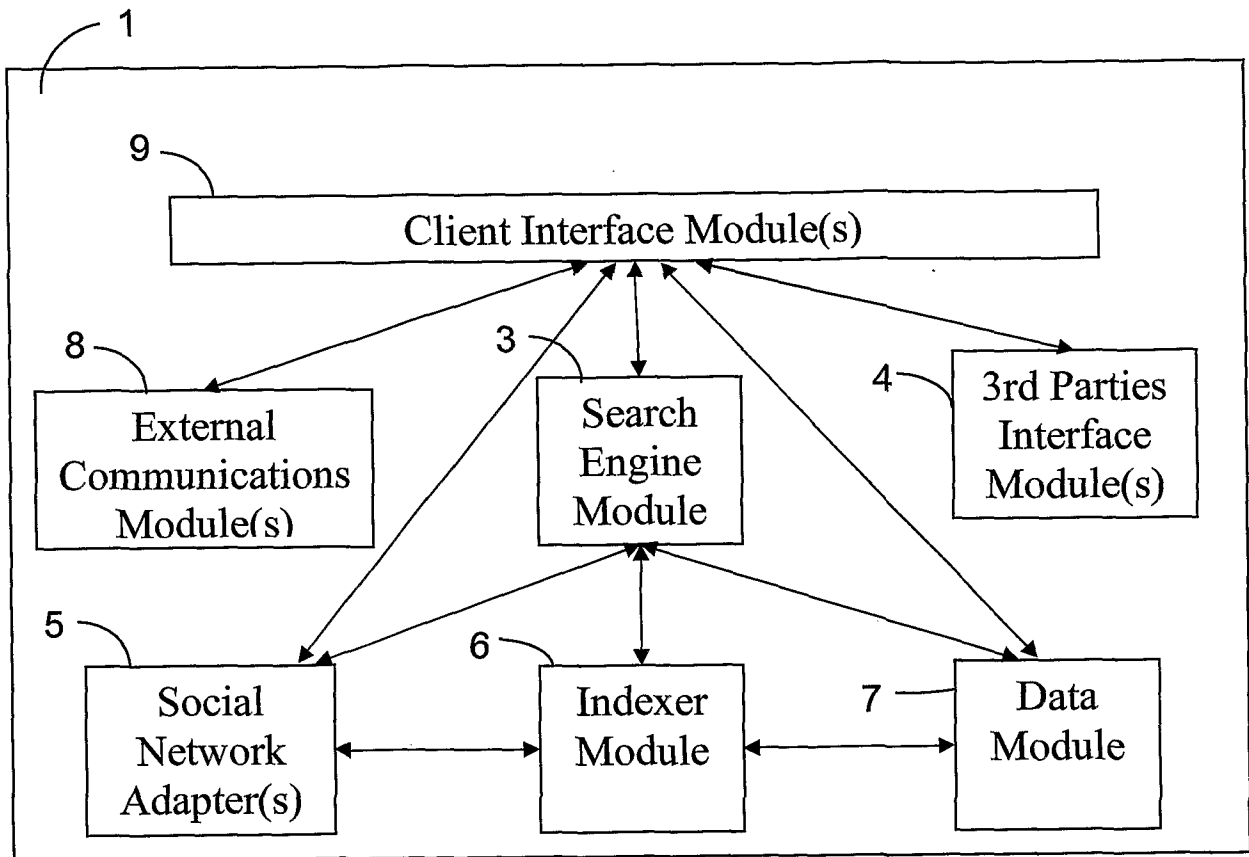 1
9
Client Interface Module(s)
8
External
Communications
Module(s)
3
Search
Engine
Module
4
3rd Parties
Interface
Module(s)
5
Social
Network
Adapter(s)
6
Indexer
Module
7
Data
Module